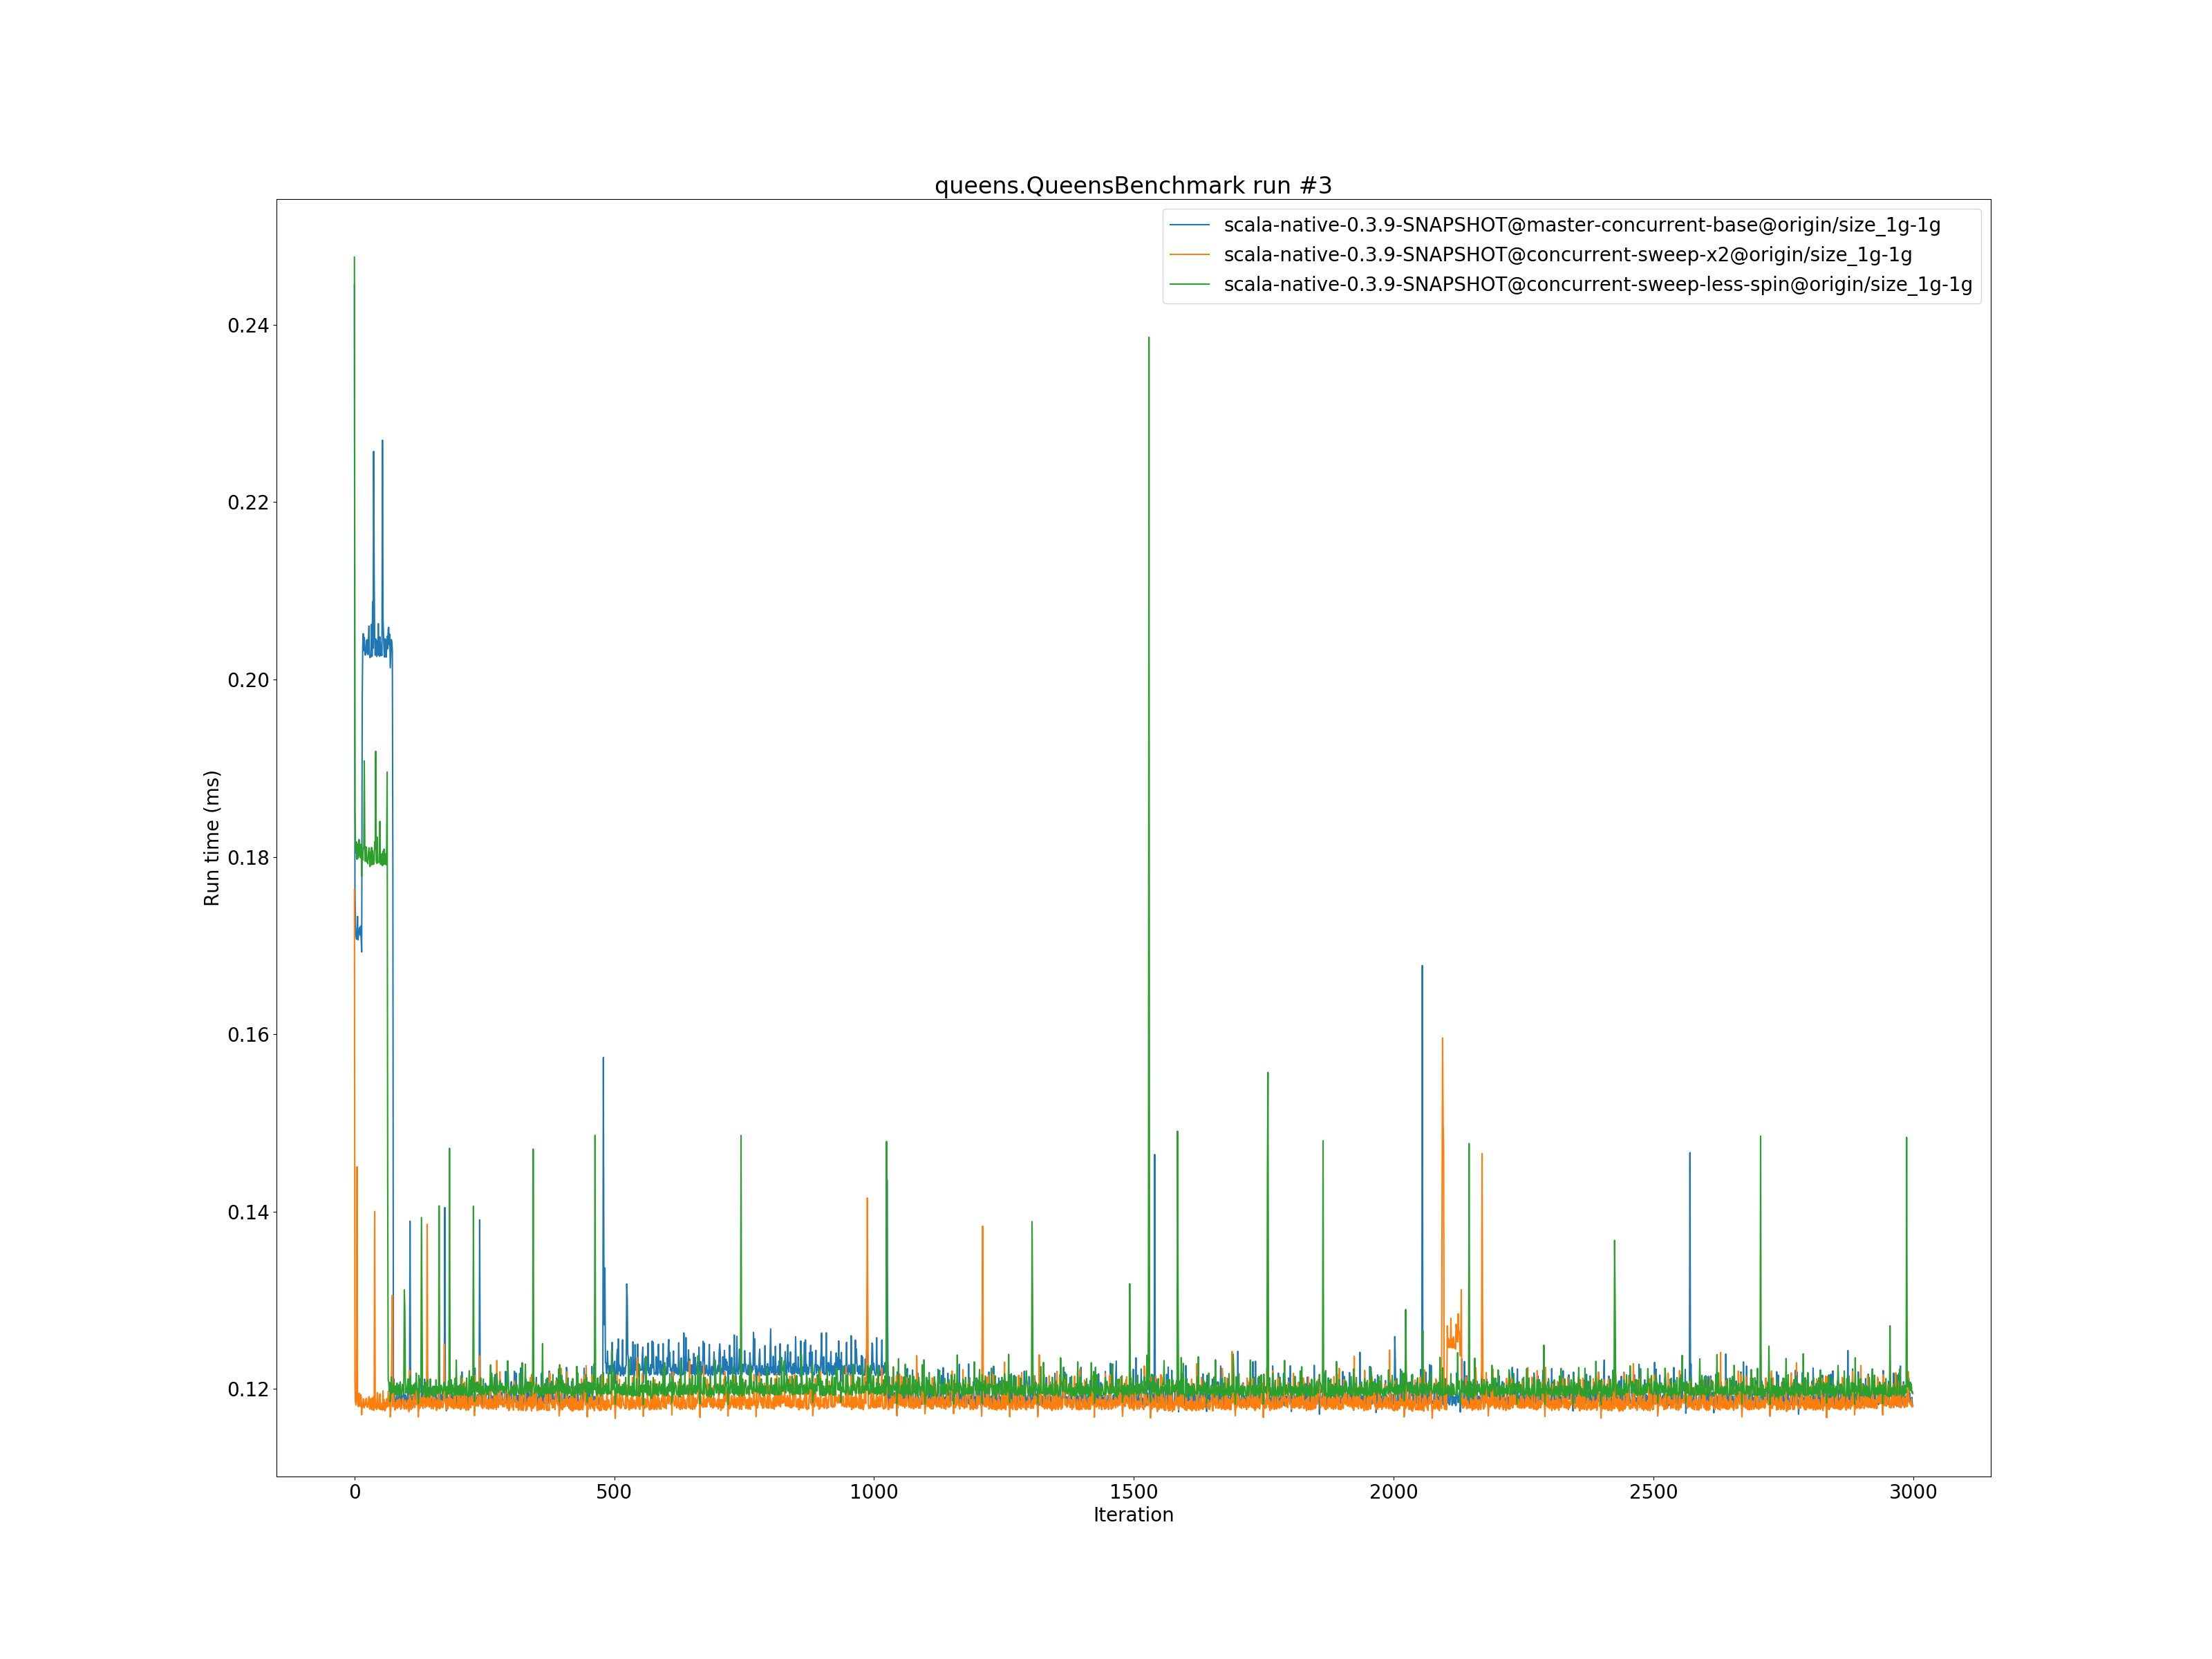 queens.QueensBenchmark run #3
scala-native-0.3.9-SNAPSHOT@master-concurrent-base@origin/size_1g-1g
scala-native-0.3.9-SNAPSHOT@concurrent-sweep-x2@origin/size_1g-1g
scala-native-0.3.9-SNAPSHOT@concurrent-sweep-less-spin@origin/size_1g-1g
0.24
0.22
0.20
0.18
0.16
0.14
0.12
Run time (ms)
0 500 1000 1500 2000 2500 3000
Iteration